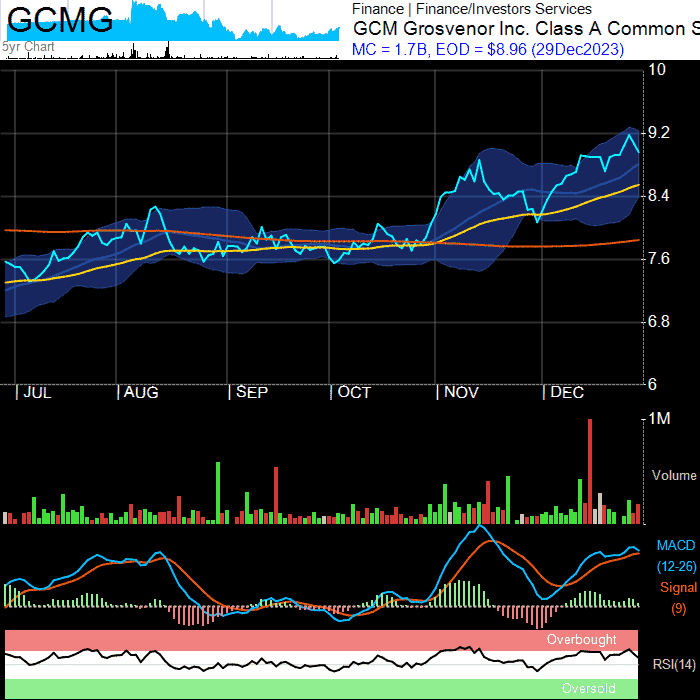 GCMG
5yr Chart
Finance | Finance/Investors Services
GCM Grosvenor Inc. Class A Common S
MC = 1.7B, EOD = $8.96 (29Dec2023)
10
9.2
8.4
7.6
6.8
6
| JUL | AUG | SEP | OCT | NOV | DEC
1M
Volume
MACD
(12-26)
Signal
(9)
Overbought
RSI(14)
Oversold